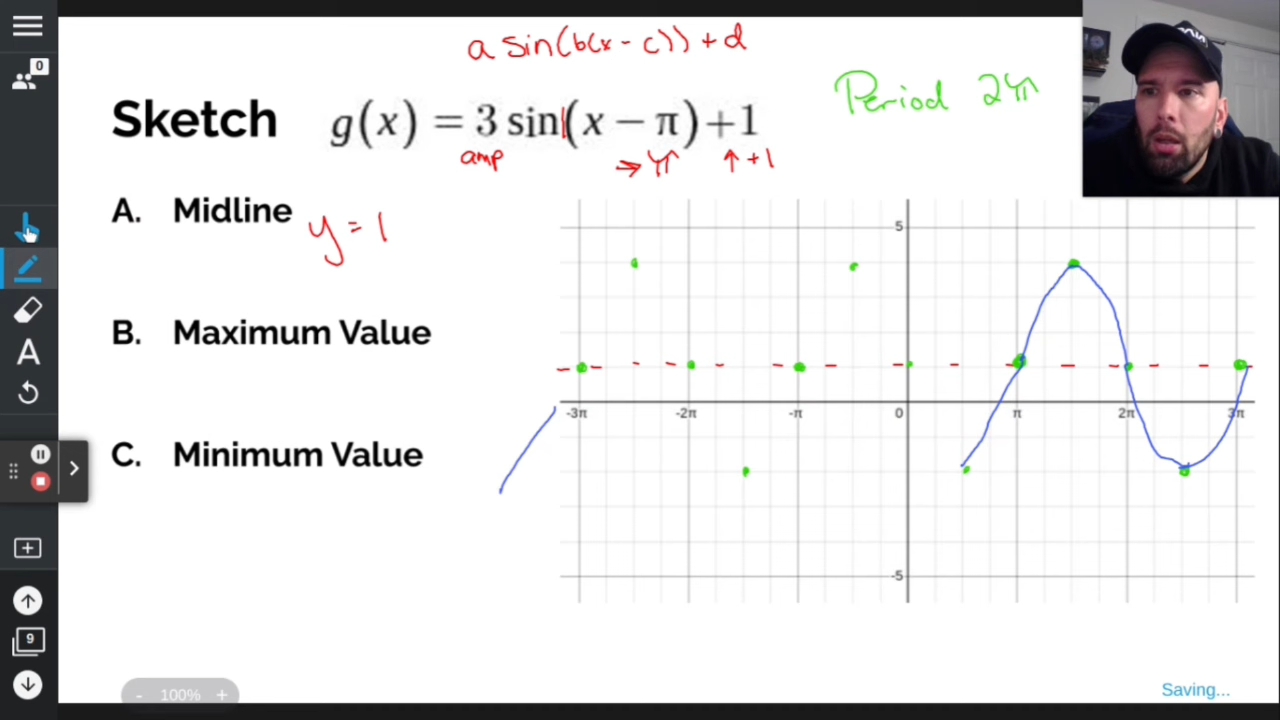 a sin(b(x - c)) + d
0
Period 2π
Sketch g(x) = 3 sin(x − π) +1
amp → π ↑ +1
A. Midline y = 1
5
B. Maximum Value
-3π -2π -π 0 π 2π 3π
C. Minimum Value
-5
9
- 100% +
Saving...